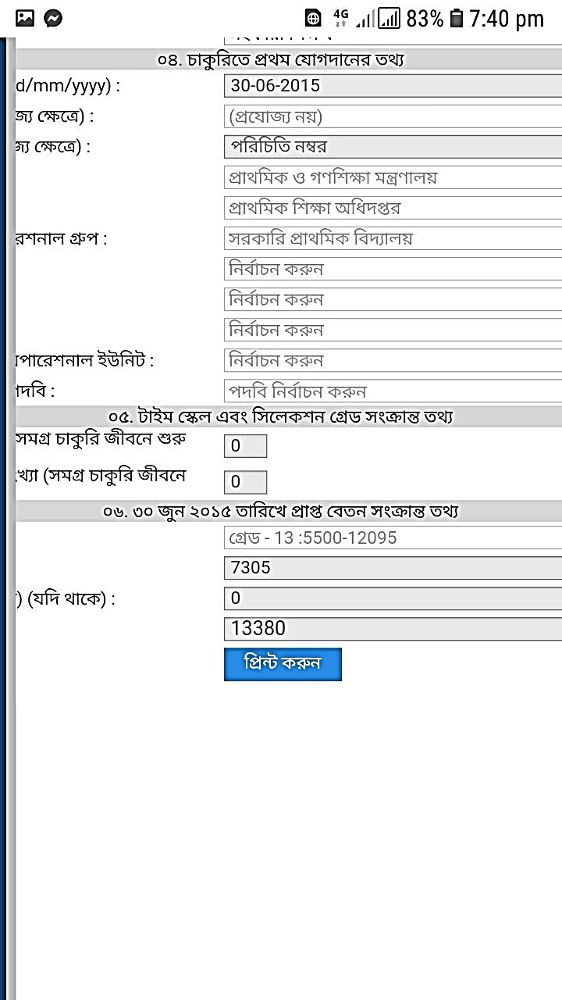 4G 83% 7:40 pm
০৪. চাকুরিতে প্রথম যোগদানের তথ্য
d/mm/yyyy) : 30-06-2015
জ্য ক্ষেত্রে) : (প্রযোজ্য নয়)
জ্য ক্ষেত্রে) : পরিচিতি নম্বর
প্রাথমিক ও গণশিক্ষা মন্ত্রণালয়
প্রাথমিক শিক্ষা অধিদপ্তর
রেশনাল গ্রুপ : সরকারি প্রাথমিক বিদ্যালয়
নির্বাচন করুন
নির্বাচন করুন
নির্বাচন করুন
পারেশনাল ইউনিট : নির্বাচন করুন
পদবি : পদবি নির্বাচন করুন
০৫. টাইম স্কেল এবং সিলেকশন গ্রেড সংক্রান্ত তথ্য
সমগ্র চাকুরি জীবনে শুরু 0
খ্যা (সমগ্র চাকুরি জীবনে 0
০৬. ৩০ জুন ২০১৫ তারিখে প্রাপ্ত বেতন সংক্রান্ত তথ্য
গ্রেড - 13 :5500-12095
7305
) (যদি থাকে) : 0
13380
প্রিন্ট করুন